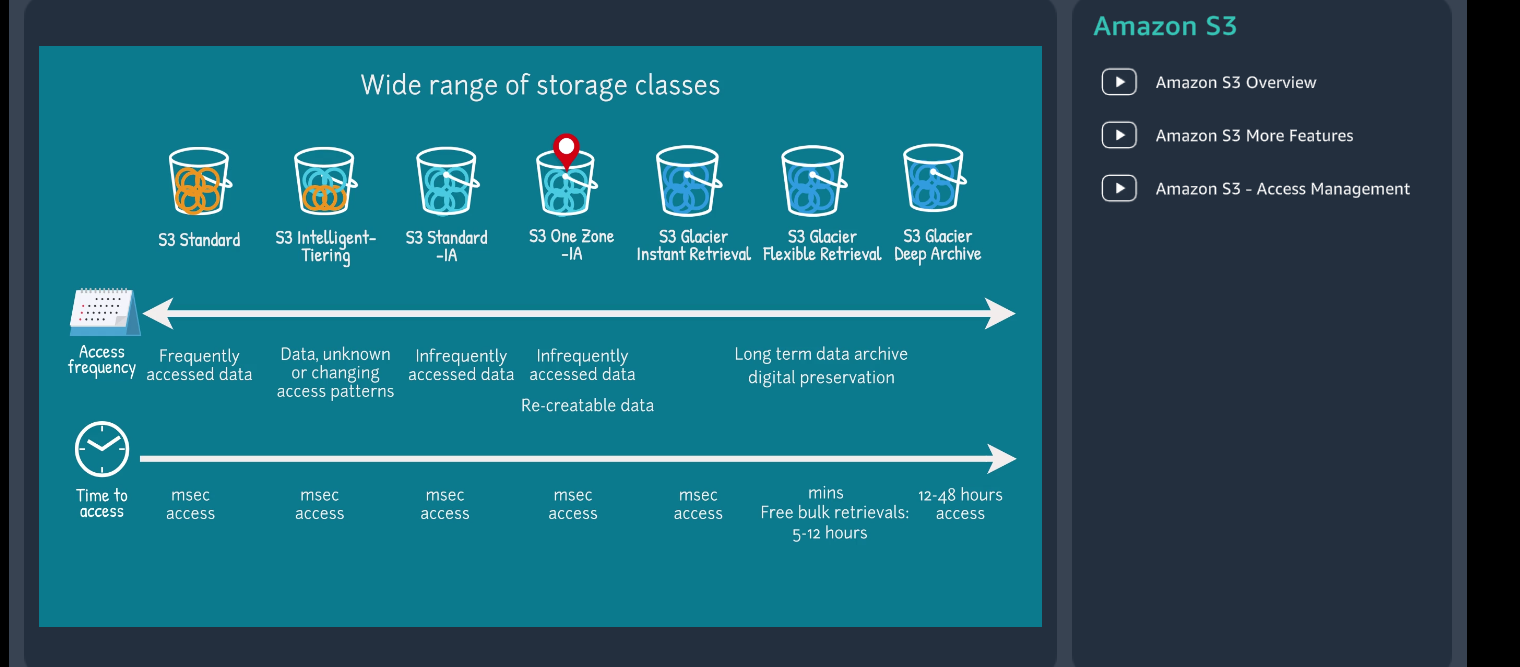 Wide range of storage classes
S3 Standard
S3 Intelligent-
Tiering
S3 Standard
-IA
S3 One Zone
-IA
S3 Glacier
Instant Retrieval
S3 Glacier
Flexible Retrieval
S3 Glacier
Deep Archive
Access
frequency
Frequently
accessed data
Data, unknown
or changing
access patterns
Infrequently
accessed data
Infrequently
accessed data
Re-creatable data
Long term data archive
digital preservation
Time to
access
msec
access
msec
access
msec
access
msec
access
msec
access
mins
Free bulk retrievals:
5-12 hours
12-48 hours
access
Amazon S3
Amazon S3 Overview
Amazon S3 More Features
Amazon S3 - Access Management